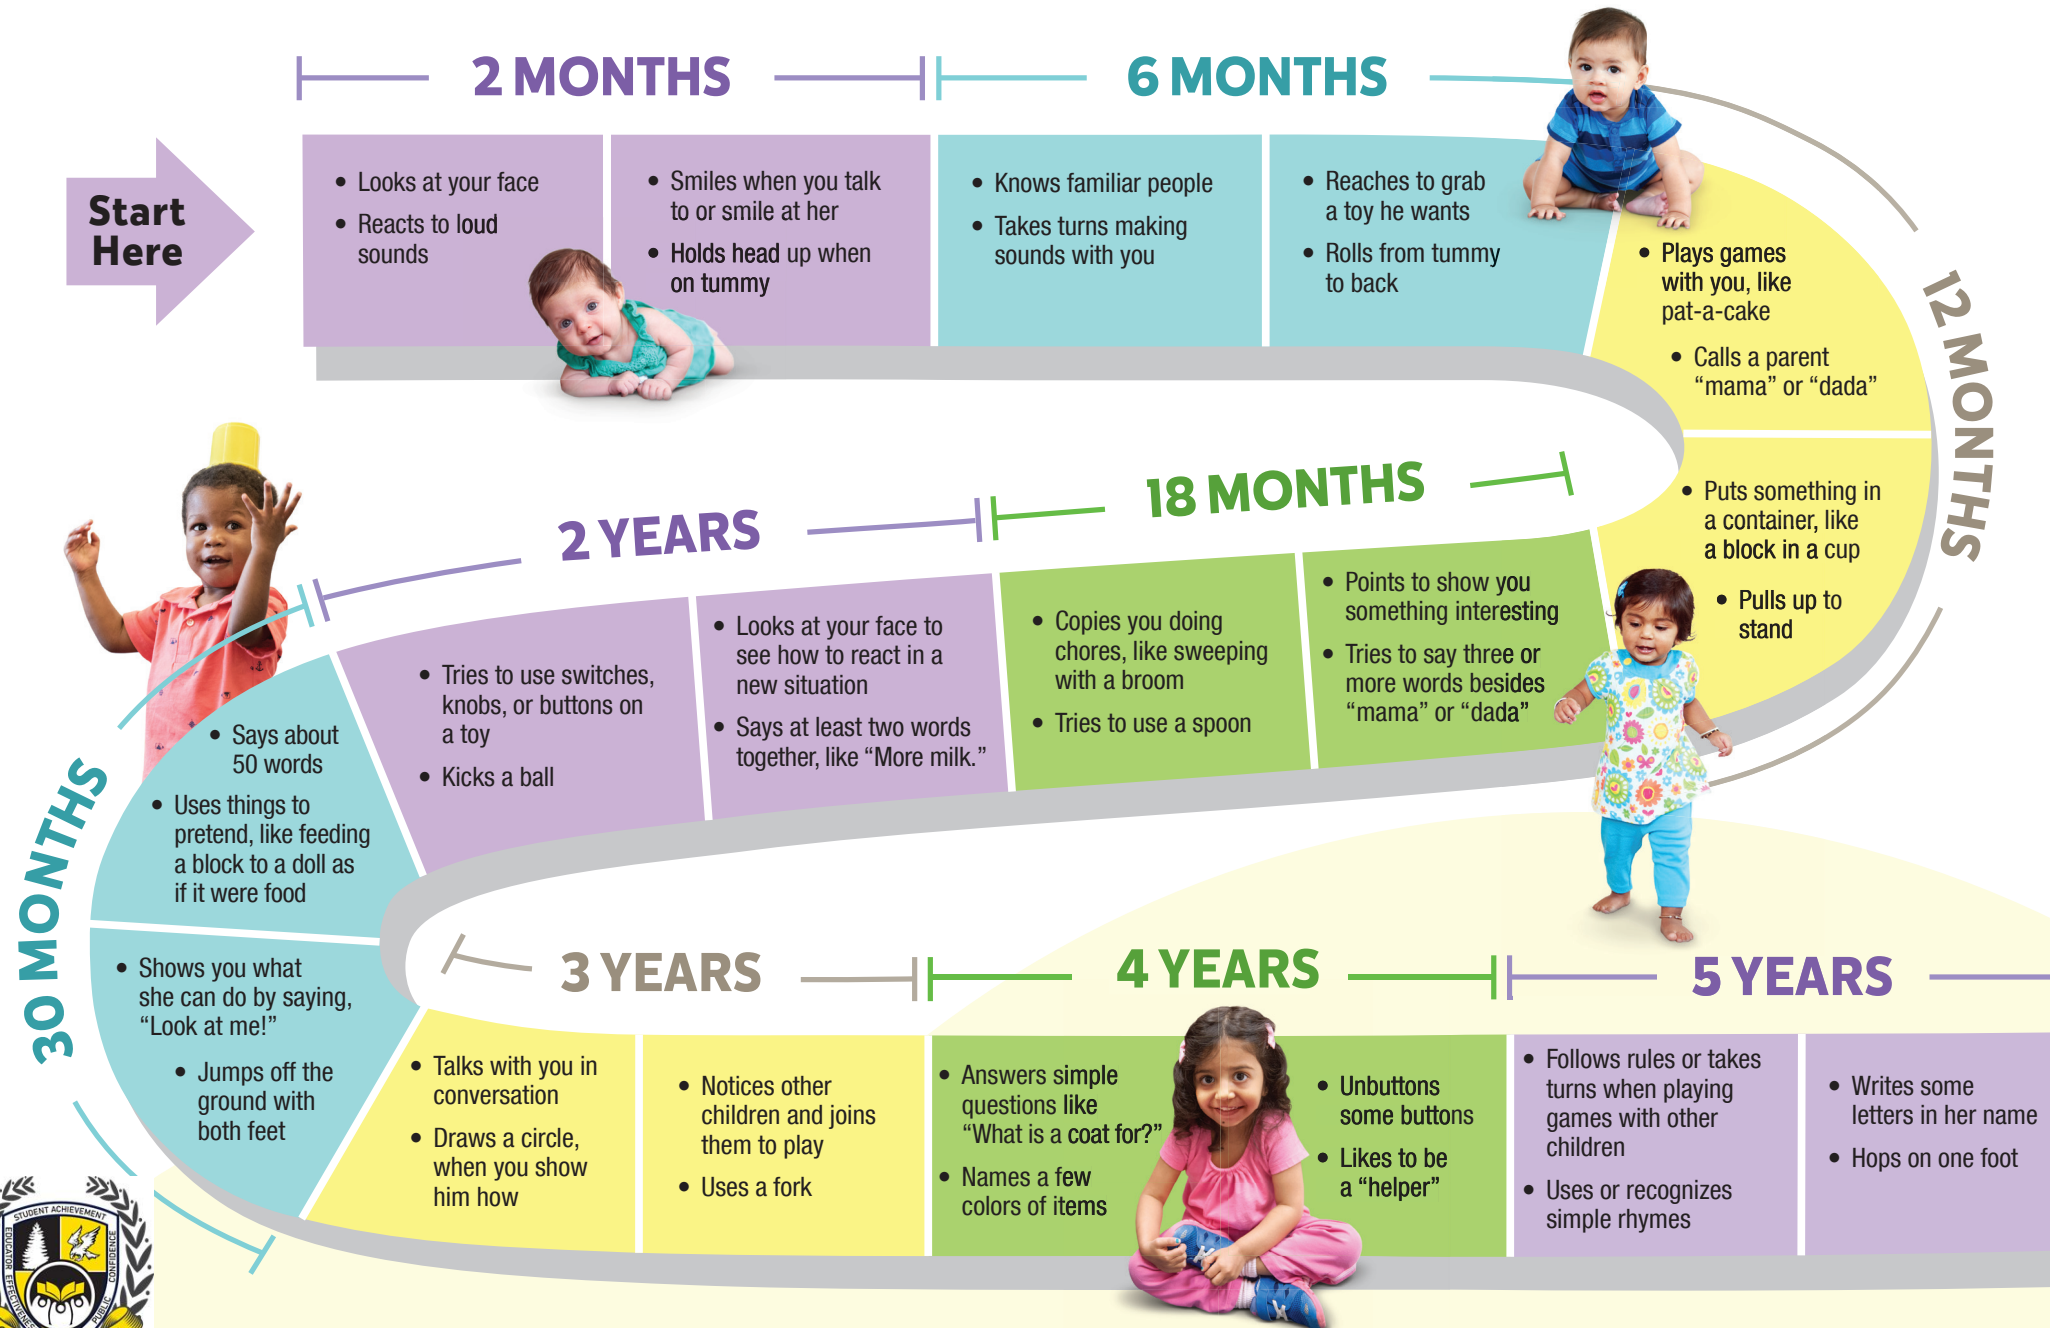 2 MONTHS
6 MONTHS
Start
Here
• Looks at your face
• Reacts to loud
sounds
• Smiles when you talk
to or smile at her
• Holds head up when
on tummy
• Knows familiar people
• Takes turns making
sounds with you
• Reaches to grab
a toy he wants
• Rolls from tummy
to back
12 MONTHS
• Plays games
with you, like
pat-a-cake
• Calls a parent
“mama” or “dada”
• Puts something in
a container, like
a block in a cup
• Pulls up to
stand
18 MONTHS
• Points to show you
something interesting
• Tries to say three or
more words besides
“mama” or “dada”
• Copies you doing
chores, like sweeping
with a broom
• Tries to use a spoon
2 YEARS
• Looks at your face to
see how to react in a
new situation
• Says at least two words
together, like “More milk.”
• Tries to use switches,
knobs, or buttons on
a toy
• Kicks a ball
30 MONTHS
• Says about
50 words
• Uses things to
pretend, like feeding
a block to a doll as
if it were food
• Shows you what
she can do by saying,
“Look at me!”
• Jumps off the
ground with
both feet
3 YEARS
• Talks with you in
conversation
• Draws a circle,
when you show
him how
• Notices other
children and joins
them to play
• Uses a fork
4 YEARS
• Answers simple
questions like
“What is a coat for?”
• Names a few
colors of items
• Unbuttons
some buttons
• Likes to be
a “helper”
5 YEARS
• Follows rules or takes
turns when playing
games with other
children
• Uses or recognizes
simple rhymes
• Writes some
letters in her name
• Hops on one foot
STUDENT ACHIEVEMENT
EDUCATOR EFFECTIVENES
PUBLIC CONFIDENCE